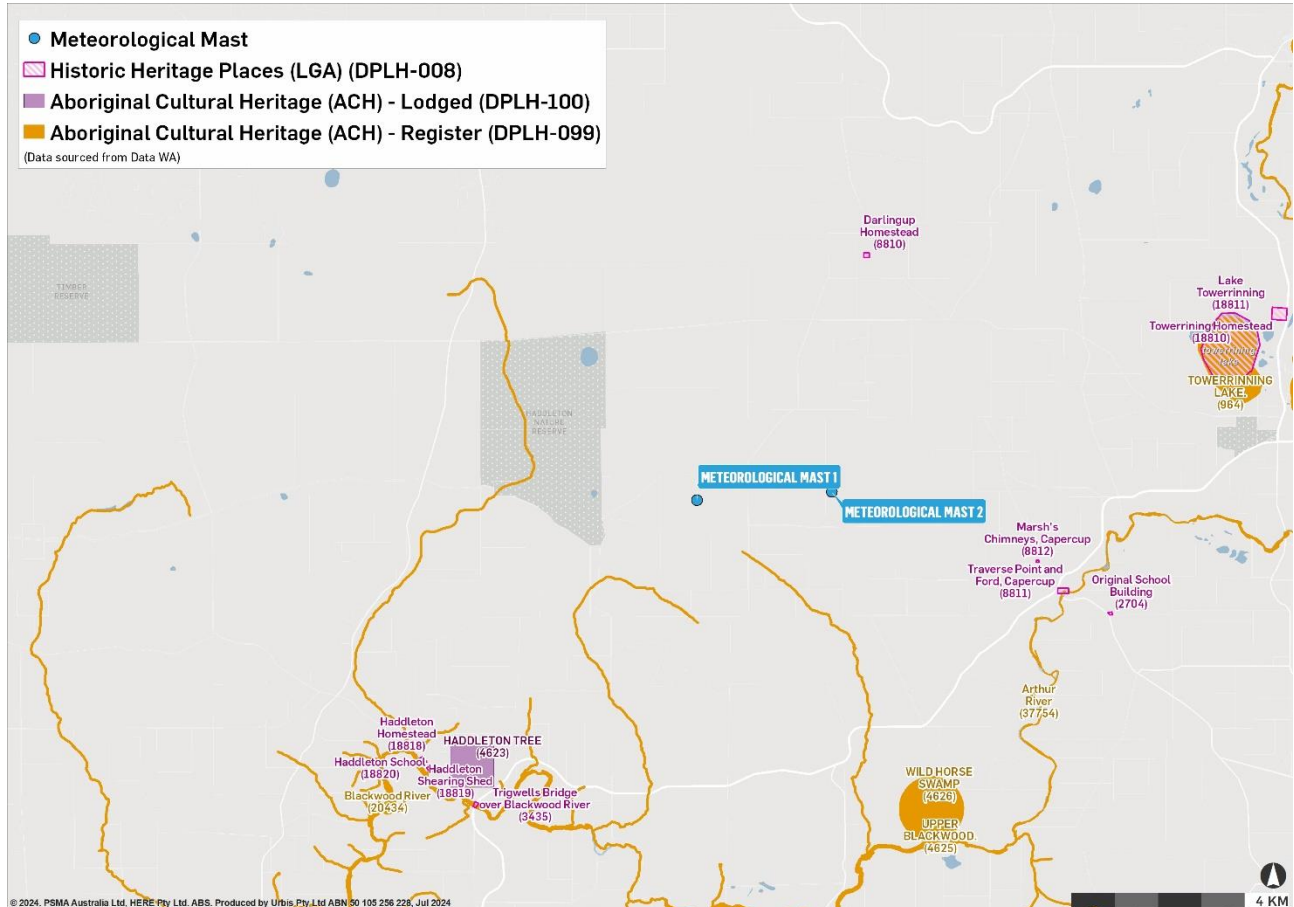 Meteorological Mast
Historic Heritage Places (LGA) (DPLH-008)
Aboriginal Cultural Heritage (ACH) - Lodged (DPLH-100)
Aboriginal Cultural Heritage (ACH) - Register (DPLH-099)
(Data sourced from Data WA)
Darlingup
Homestead
(8810)
TIMBER
RESERVE
Lake
Towerrinning
(18811)
Towerrining Homestead
(18810)
Lake
TOWERRINNING
LAKE.
(964)
HADDLETON
NATURE
RESERVE
METEOROLOGICAL MAST 1
METEOROLOGICAL MAST 2
Marsh's
Chimneys, Capercup
(8812)
Traverse Point and
Ford, Capercup
(8811)
Original School
Building
(2704)
Arthur
River
(37754)
Haddleton
Homestead
(18818)
HADDLETON TREE
(4623)
Haddleton School
(18820)
Haddleton
Shearing Shed
(18819)
Blackwood River
(20434)
Trigwells Bridge
over Blackwood River
(3435)
WILD HORSE
SWAMP
(4626)
UPPER
BLACKWOOD.
(4625)
4 KM
© 2024. PSMA Australia Ltd, HERE Pty Ltd. ABS. Produced by Urbis Pty Ltd ABN 50 105 256 228, Jul 2024